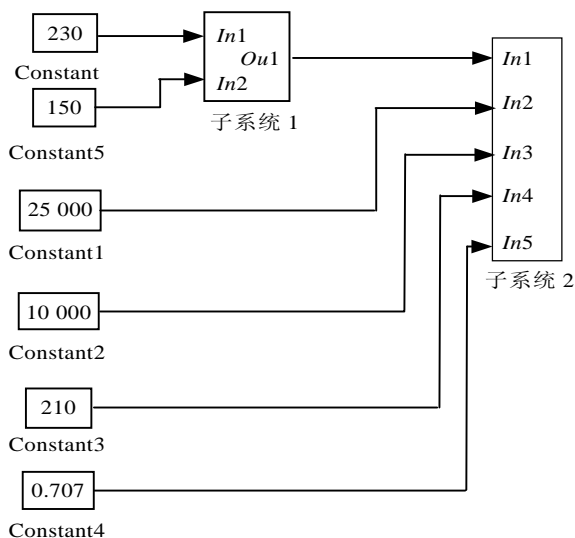 230
Constant
150
Constant5
In1
Ou1
In2
子系统 1
25 000
Constant1
10 000
Constant2
210
Constant3
0.707
Constant4
In1
In2
In3
In4
In5
子系统 2